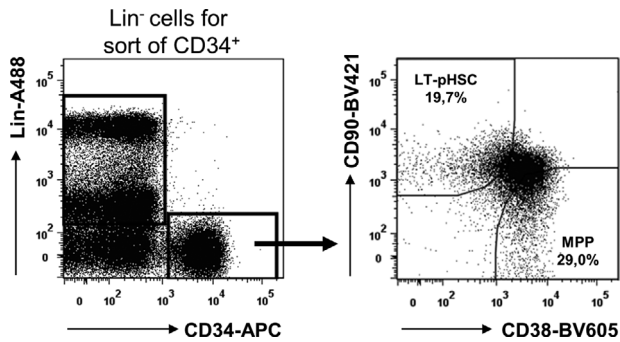 Lin⁻ cells for
sort of CD34⁺
Lin-A488
10⁵
10⁴
10³
10²
0
0 10² 10³ 10⁴ 10⁵
CD34-APC
CD90-BV421
10⁵
10⁴
10³
10²
0
LT-pHSC
19,7%
MPP
29,0%
0 10² 10³ 10⁴ 10⁵
CD38-BV605